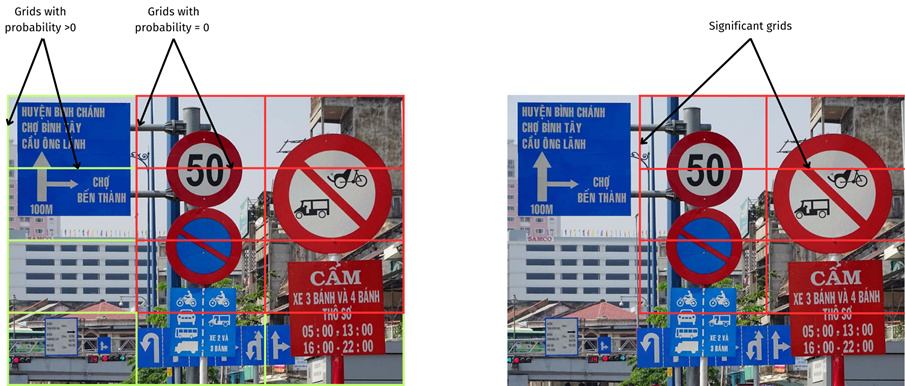 Grids with
probability >0
Grids with
probability = 0
Significant grids
HUYỆN BÌNH CHÁNH
CHỢ BÌNH TÂY
CẦU ÔNG LÃNH
CHỢ
BẾN THÀNH
100M
50
SAMCO
CẤM
XE 3 BÁNH VÀ 4 BÁNH
THÔ SƠ
05 : 00 - 13 : 00
16 : 00 - 22 : 00
XE 2 VÀ
3 BÁNH
HUYỆN BÌNH CHÁNH
CHỢ BÌNH TÂY
CẦU ÔNG LÃNH
CHỢ
BẾN THÀNH
100M
50
SAMCO
CẤM
XE 3 BÁNH VÀ 4 BÁNH
THÔ SƠ
05 : 00 - 13 : 00
16 : 00 - 22 : 00
XE 2 VÀ
3 BÁNH